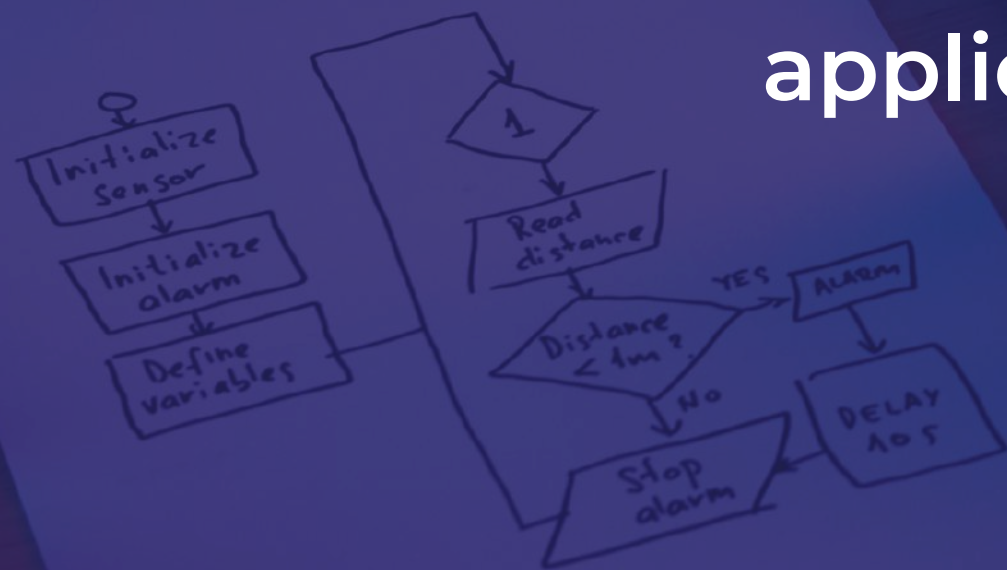 applic
Initialize
sensor
Initialize
alarm
Define
variables
1
Read
distance
Distance
< 1m?
YES
ALARM
DELAY
10 s
NO
Stop
alarm